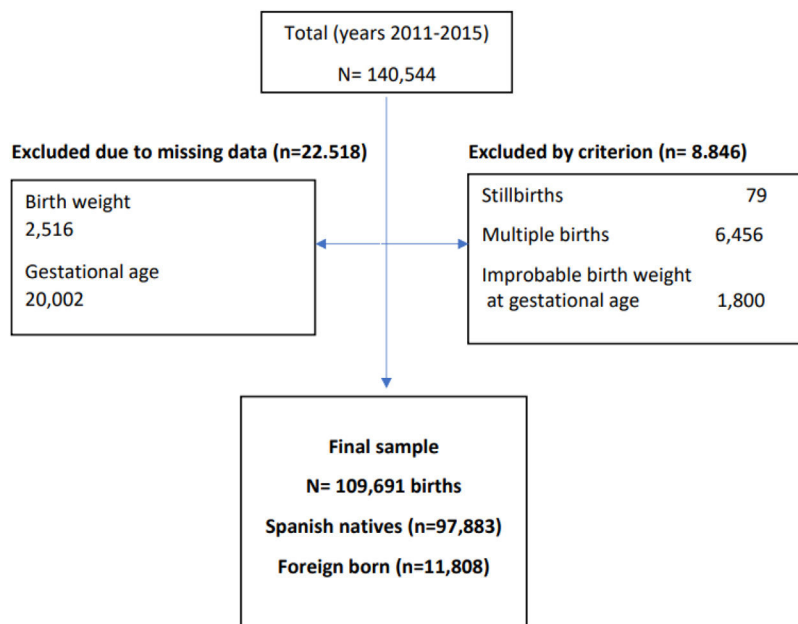 Total (years 2011-2015)
N= 140,544
Excluded due to missing data (n=22.518)
Birth weight
2,516
Gestational age
20,002
Excluded by criterion (n= 8.846)
Stillbirths 79
Multiple births 6,456
Improbable birth weight
at gestational age 1,800
Final sample
N= 109,691 births
Spanish natives (n=97,883)
Foreign born (n=11,808)